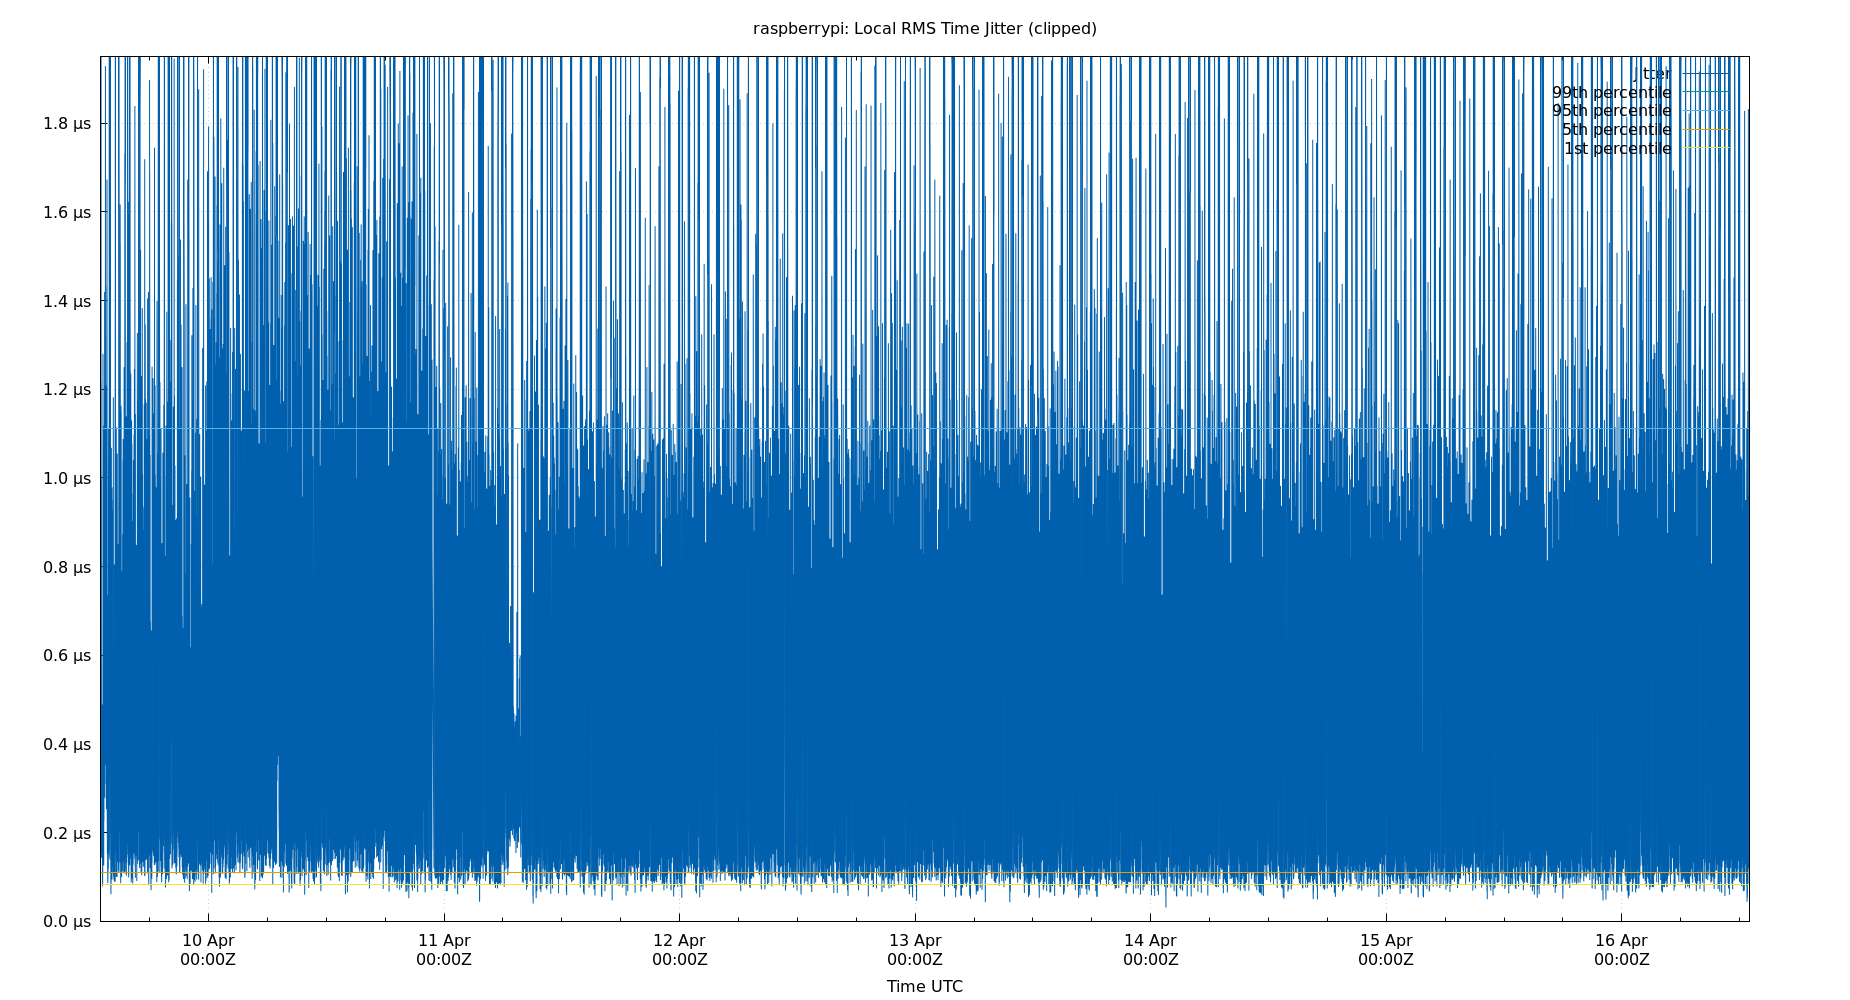 raspberrypi: Local RMS Time Jitter (clipped)
jitter
99th percentile
95th percentile
5th percentile
1st percentile
1.8 µs
1.6 µs
1.4 µs
1.2 µs
1.0 µs
0.8 µs
0.6 µs
0.4 µs
0.2 µs
0.0 µs
10 Apr 11 Apr 12 Apr 13 Apr 14 Apr 15 Apr 16 Apr
00:00Z 00:00Z 00:00Z 00:00Z 00:00Z 00:00Z 00:00Z
Time UTC